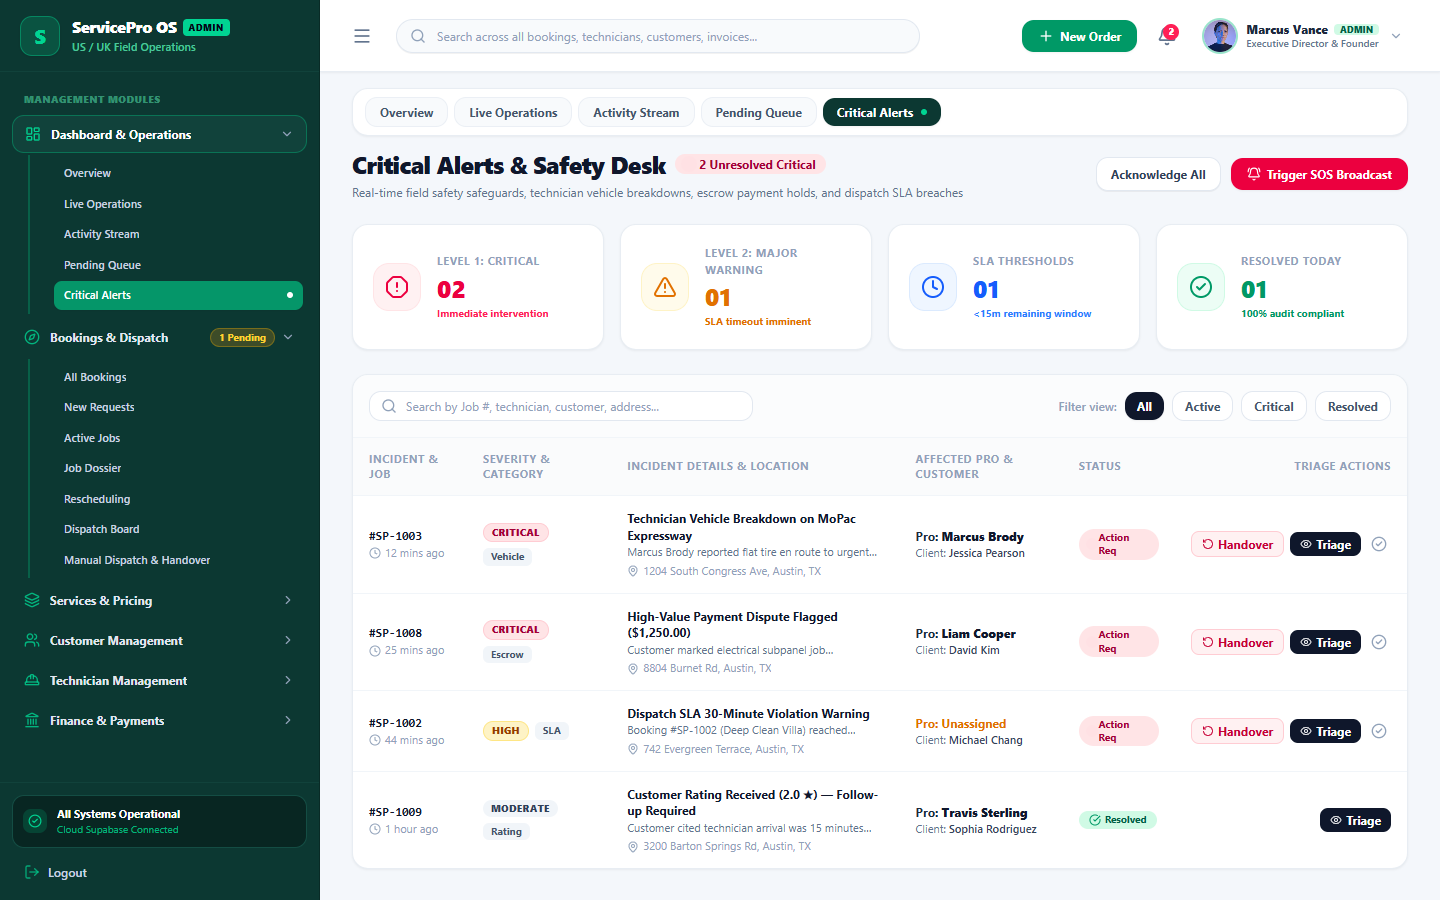 S
ServicePro OS ADMIN
US / UK Field Operations
MANAGEMENT MODULES
Dashboard & Operations
Overview
Live Operations
Activity Stream
Pending Queue
Critical Alerts
Bookings & Dispatch 1 Pending
All Bookings
New Requests
Active Jobs
Job Dossier
Rescheduling
Dispatch Board
Manual Dispatch & Handover
Services & Pricing
Customer Management
Technician Management
Finance & Payments
All Systems Operational
Cloud Supabase Connected
Logout
Search across all bookings, technicians, customers, invoices...
New Order
2
Marcus Vance ADMIN
Executive Director & Founder
Overview Live Operations Activity Stream Pending Queue Critical Alerts
Critical Alerts & Safety Desk 2 Unresolved Critical
Real-time field safety safeguards, technician vehicle breakdowns, escrow payment holds, and dispatch SLA breaches
Acknowledge All Trigger SOS Broadcast
LEVEL 1: CRITICAL
02
Immediate intervention
LEVEL 2: MAJOR
WARNING
01
SLA timeout imminent
SLA THRESHOLDS
01
<15m remaining window
RESOLVED TODAY
01
100% audit compliant
Search by Job #, technician, customer, address...
Filter view: All Active Critical Resolved
INCIDENT &
JOB
SEVERITY &
CATEGORY
INCIDENT DETAILS & LOCATION
AFFECTED PRO &
CUSTOMER
STATUS
TRIAGE ACTIONS
#SP-1003
12 mins ago
CRITICAL
Vehicle
Technician Vehicle Breakdown on MoPac
Expressway
Marcus Brody reported flat tire en route to urgent...
1204 South Congress Ave, Austin, TX
Pro: Marcus Brody
Client: Jessica Pearson
Action
Req
Handover Triage
#SP-1008
25 mins ago
CRITICAL
Escrow
High-Value Payment Dispute Flagged
($1,250.00)
Customer marked electrical subpanel job...
8804 Burnet Rd, Austin, TX
Pro: Liam Cooper
Client: David Kim
Action
Req
Handover Triage
#SP-1002
44 mins ago
HIGH SLA
Dispatch SLA 30-Minute Violation Warning
Booking #SP-1002 (Deep Clean Villa) reached...
742 Evergreen Terrace, Austin, TX
Pro: Unassigned
Client: Michael Chang
Action
Req
Handover Triage
#SP-1009
1 hour ago
MODERATE
Rating
Customer Rating Received (2.0 ★) — Follow-
up Required
Customer cited technician arrival was 15 minutes...
3200 Barton Springs Rd, Austin, TX
Pro: Travis Sterling
Client: Sophia Rodriguez
Resolved
Triage